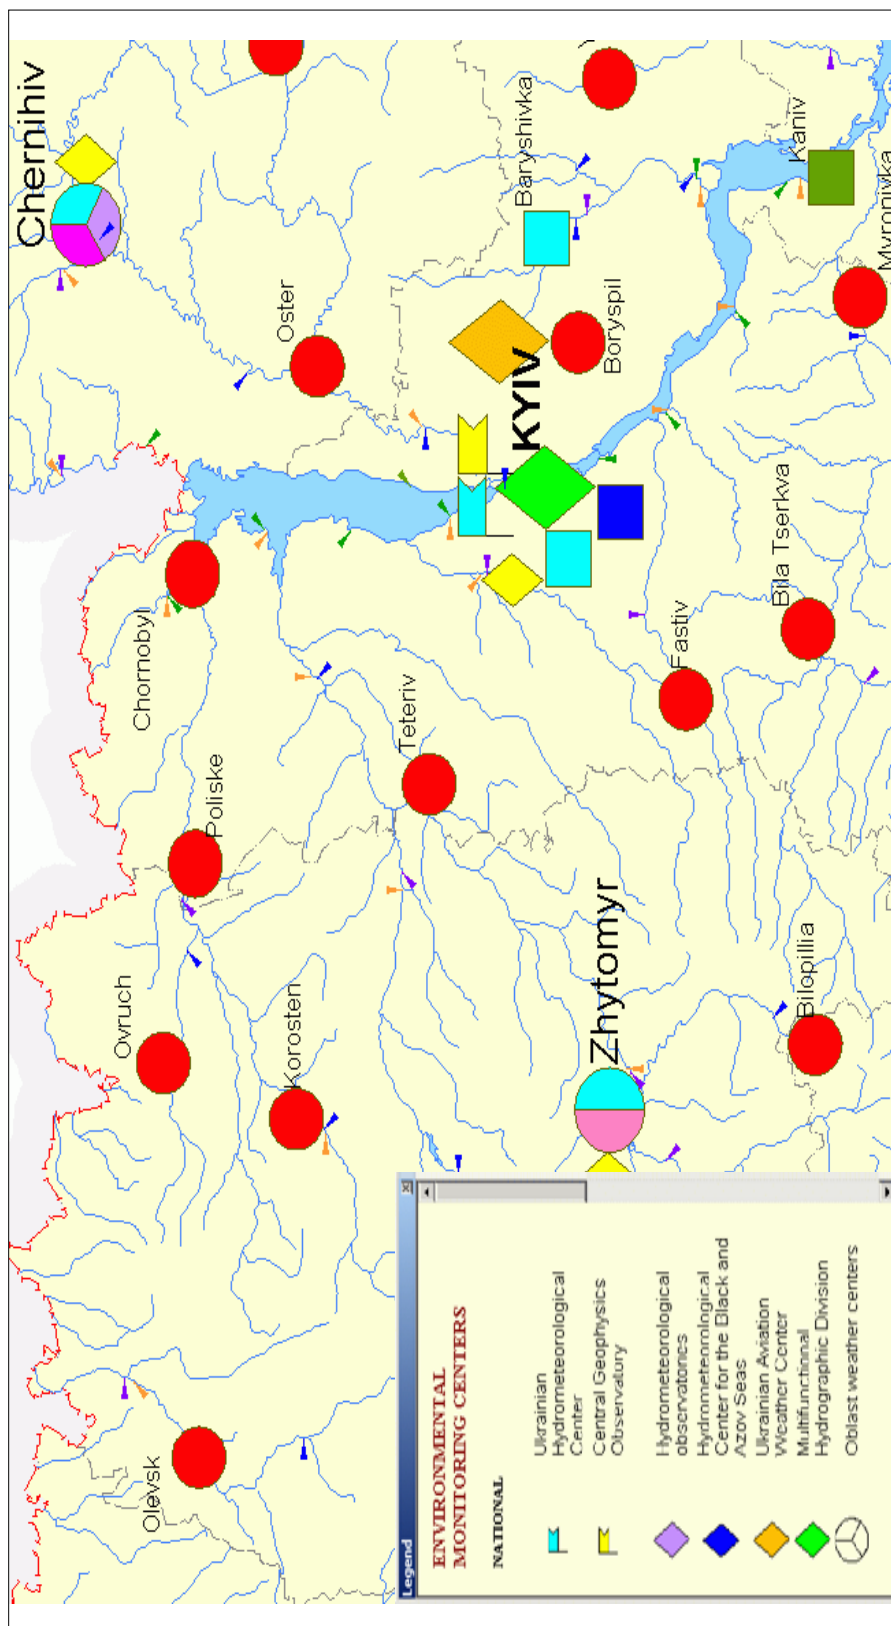 Chernihiv
Ovruch
Chornobyl
Olevsk
Poliske
Oster
Korosten
Teteriv
Baryshivka
KYIV
Zhytomyr
Boryspil
Fastiv
Bila Tserkva
Kaniv
Bilopillia
Myronivka
Legend
ENVIRONMENTAL
MONITORING CENTERS
NATIONAL
Ukrainian
Hydrometeorological
Center
Central Geophysics
Observatory
Hydrometeorological
observatories
Hydrometeorological
Center for the Black and
Azov Seas
Ukrainian Aviation
Weather Center
Multifunctional
Hydrographic Division
Oblast weather centers